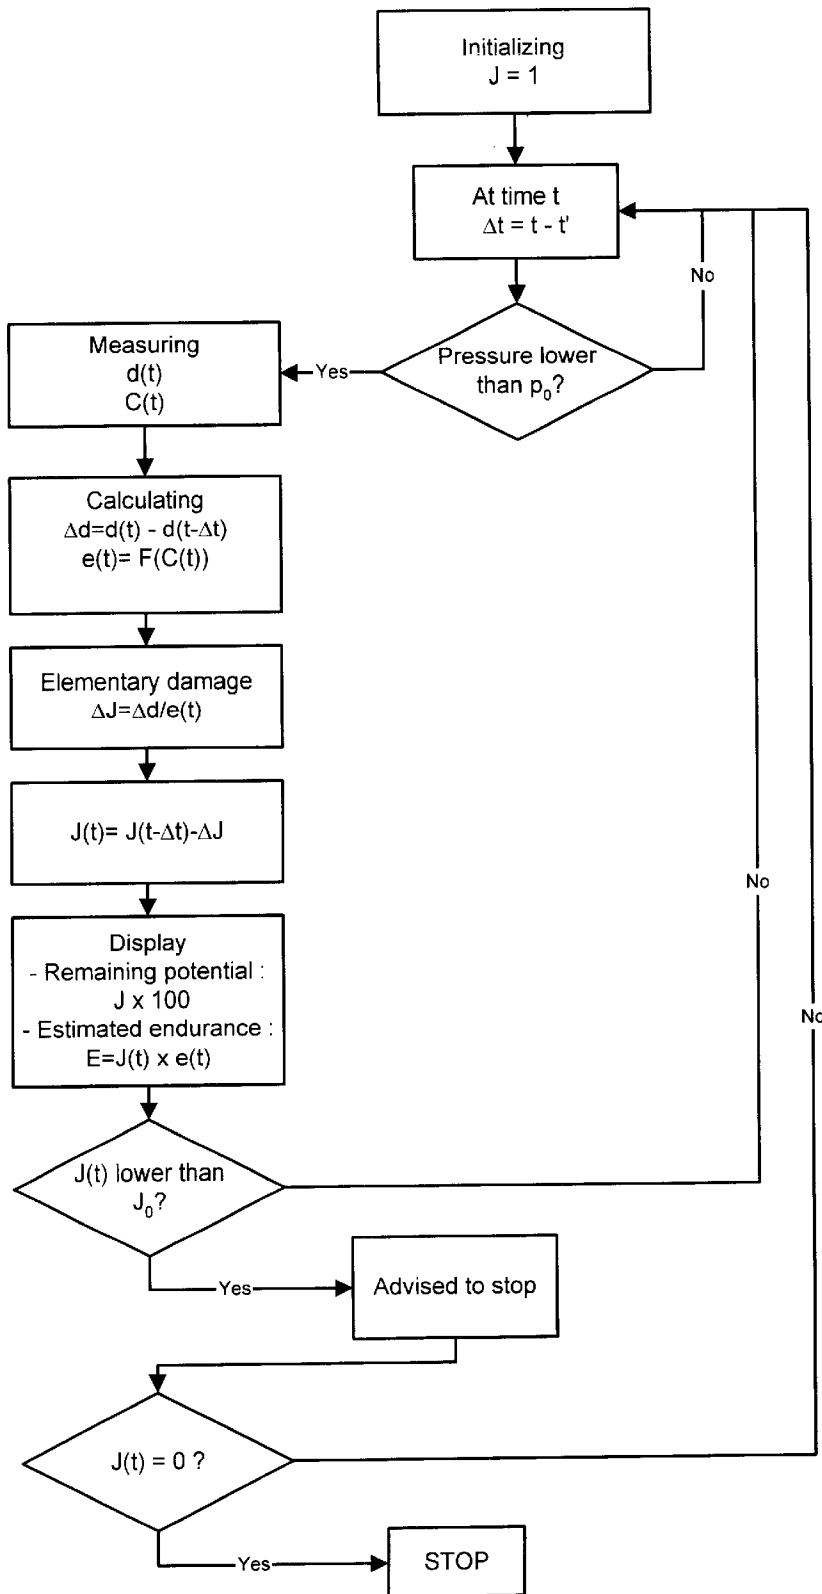 Initializing
J = 1
At time t
Δt = t - t'
No
Pressure lower
than p₀?
Yes
Measuring
d(t)
C(t)
Calculating
Δd=d(t) - d(t-Δt)
e(t)= F(C(t))
Elementary damage
ΔJ=Δd/e(t)
J(t)= J(t-Δt)-ΔJ
No
Display
- Remaining potential :
J x 100
- Estimated endurance :
E=J(t) x e(t)
No
J(t) lower than
J₀?
Yes
Advised to stop
J(t) = 0 ?
Yes
STOP